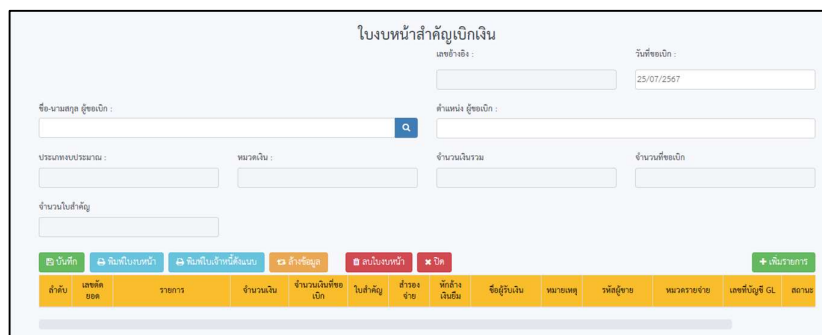 ใบงบหน้าสำคัญเบิกเงิน
เลขอ้างอิง :
วันที่ขอเบิก :
25/07/2567
ชื่อ-นามสกุล ผู้ขอเบิก :
ตำแหน่ง ผู้ขอเบิก :
ประเภทงบประมาณ :
หมวดเงิน :
จำนวนเงินรวม
จำนวนที่ขอเบิก
จำนวนใบสำคัญ
บันทึก พิมพ์ใบงบหน้า พิมพ์ใบเจ้าหนี้ดังแนบ ล้างข้อมูล ลบใบงบหน้า ปิด เพิ่มรายการ
ลำดับ เลขตัดยอด รายการ จำนวนเงิน จำนวนเงินที่ขอเบิก ใบสำคัญ สำรองจ่าย หักล้างเงินยืม ชื่อผู้รับเงิน หมายเหตุ รหัสผู้ขาย หมวดรายจ่าย เลขที่บัญชี GL สถานะ